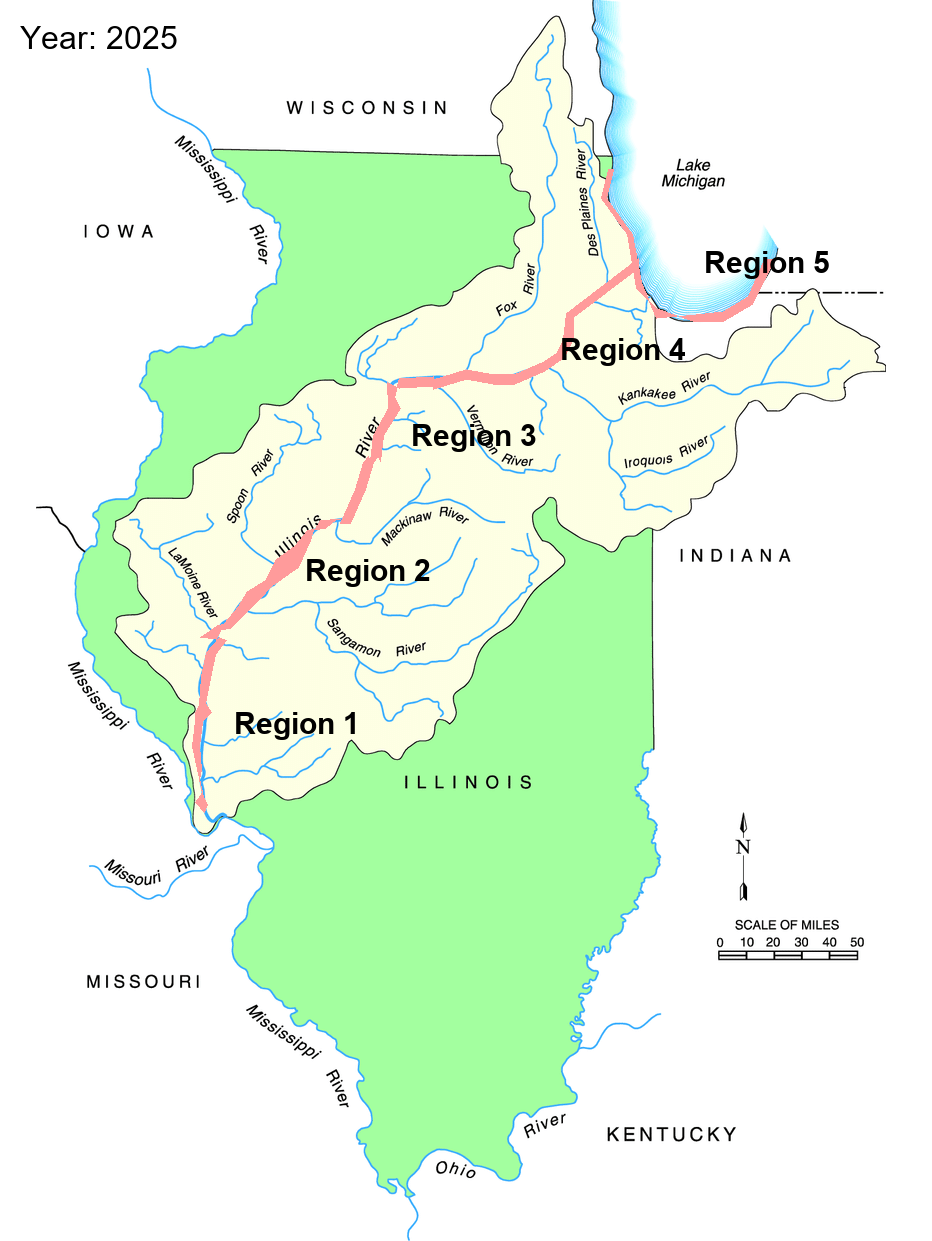 Year: 2025
WISCONSIN
Mississippi
River
IOWA
Lake
Michigan
Des Plaines River
Region 5
Fox River
Region 4
Kankakee River
Region 3
Vermilion River
River
Iroquois River
Spoon River
Illinois
Mackinaw River
INDIANA
Region 2
LaMoine River
Sangamon River
Mississippi
River
Region 1
ILLINOIS
Missouri River
N
SCALE OF MILES
0 10 20 30 40 50
MISSOURI
Mississippi
River
River
KENTUCKY
Ohio